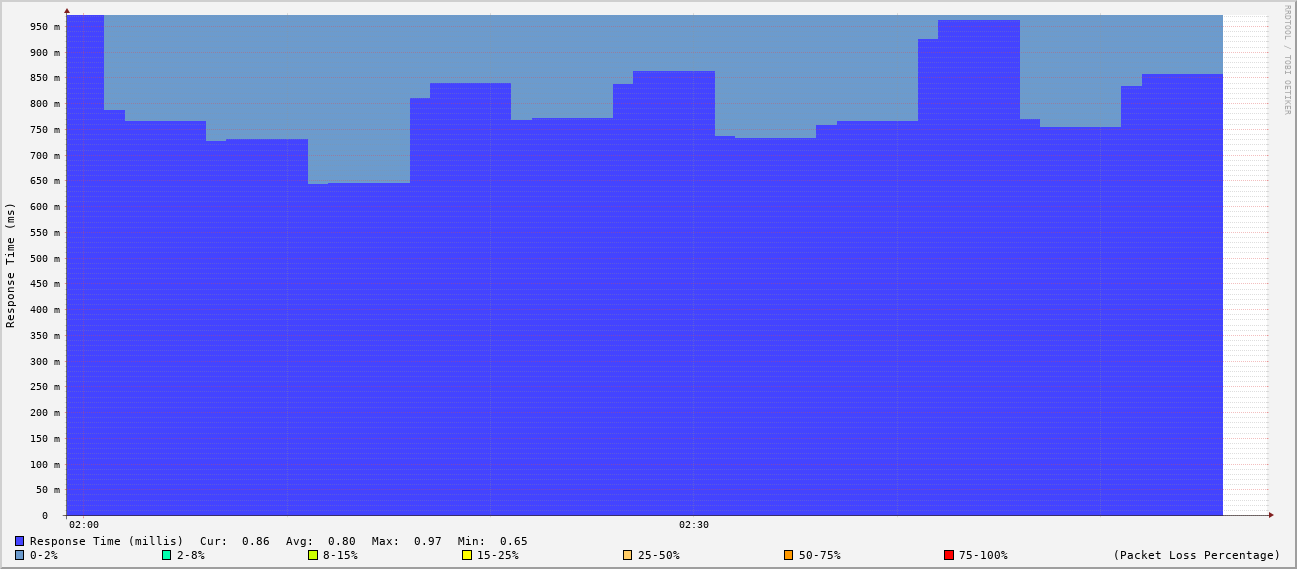 RRDTOOL / TOBI OETIKER
Response Time (ms)
950 m
900 m
850 m
800 m
750 m
700 m
650 m
600 m
550 m
500 m
450 m
400 m
350 m
300 m
250 m
200 m
150 m
100 m
50 m
0
02:00 02:30
Response Time (millis) Cur: 0.86 Avg: 0.80 Max: 0.97 Min: 0.65
0-2% 2-8% 8-15% 15-25% 25-50% 50-75% 75-100% (Packet Loss Percentage)